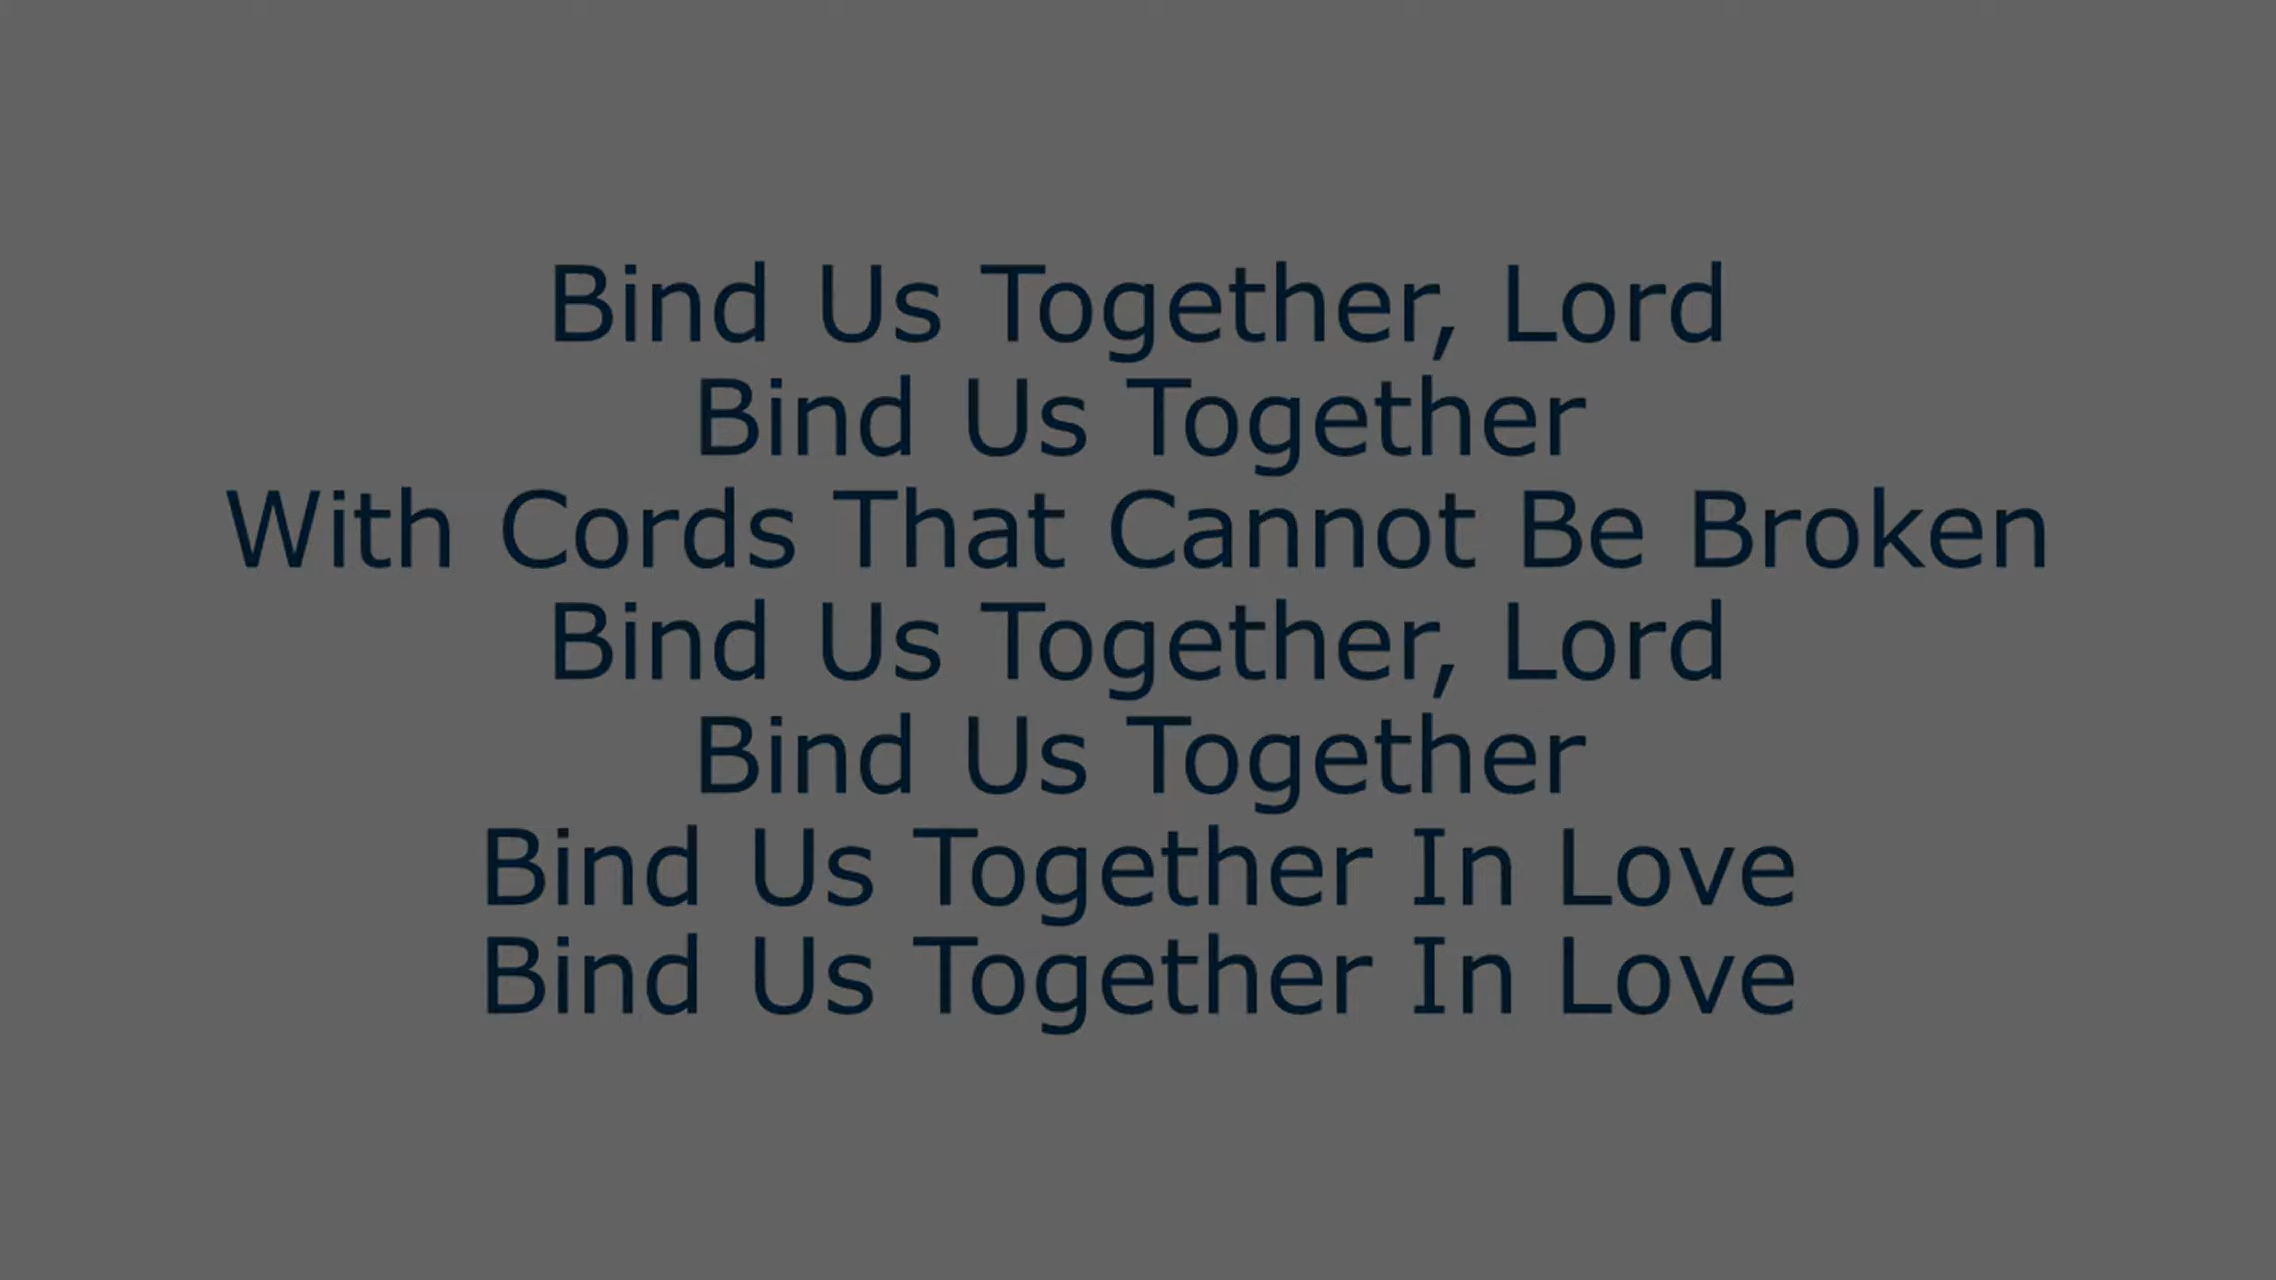 Bind Us Together, Lord
Bind Us Together
With Cords That Cannot Be Broken
Bind Us Together, Lord
Bind Us Together
Bind Us Together In Love
Bind Us Together In Love